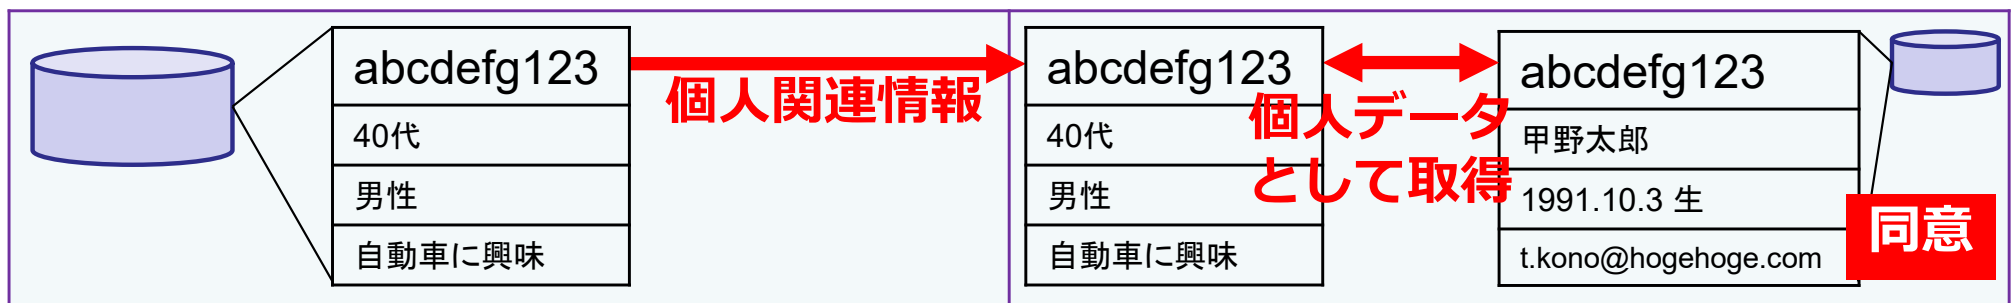 abcdefg123
40代
男性
自動車に興味
個人関連情報
abcdefg123
40代
男性
自動車に興味
個人データ
として取得
abcdefg123
甲野太郎
1991.10.3 生
t.kono@hogehoge.com
同意